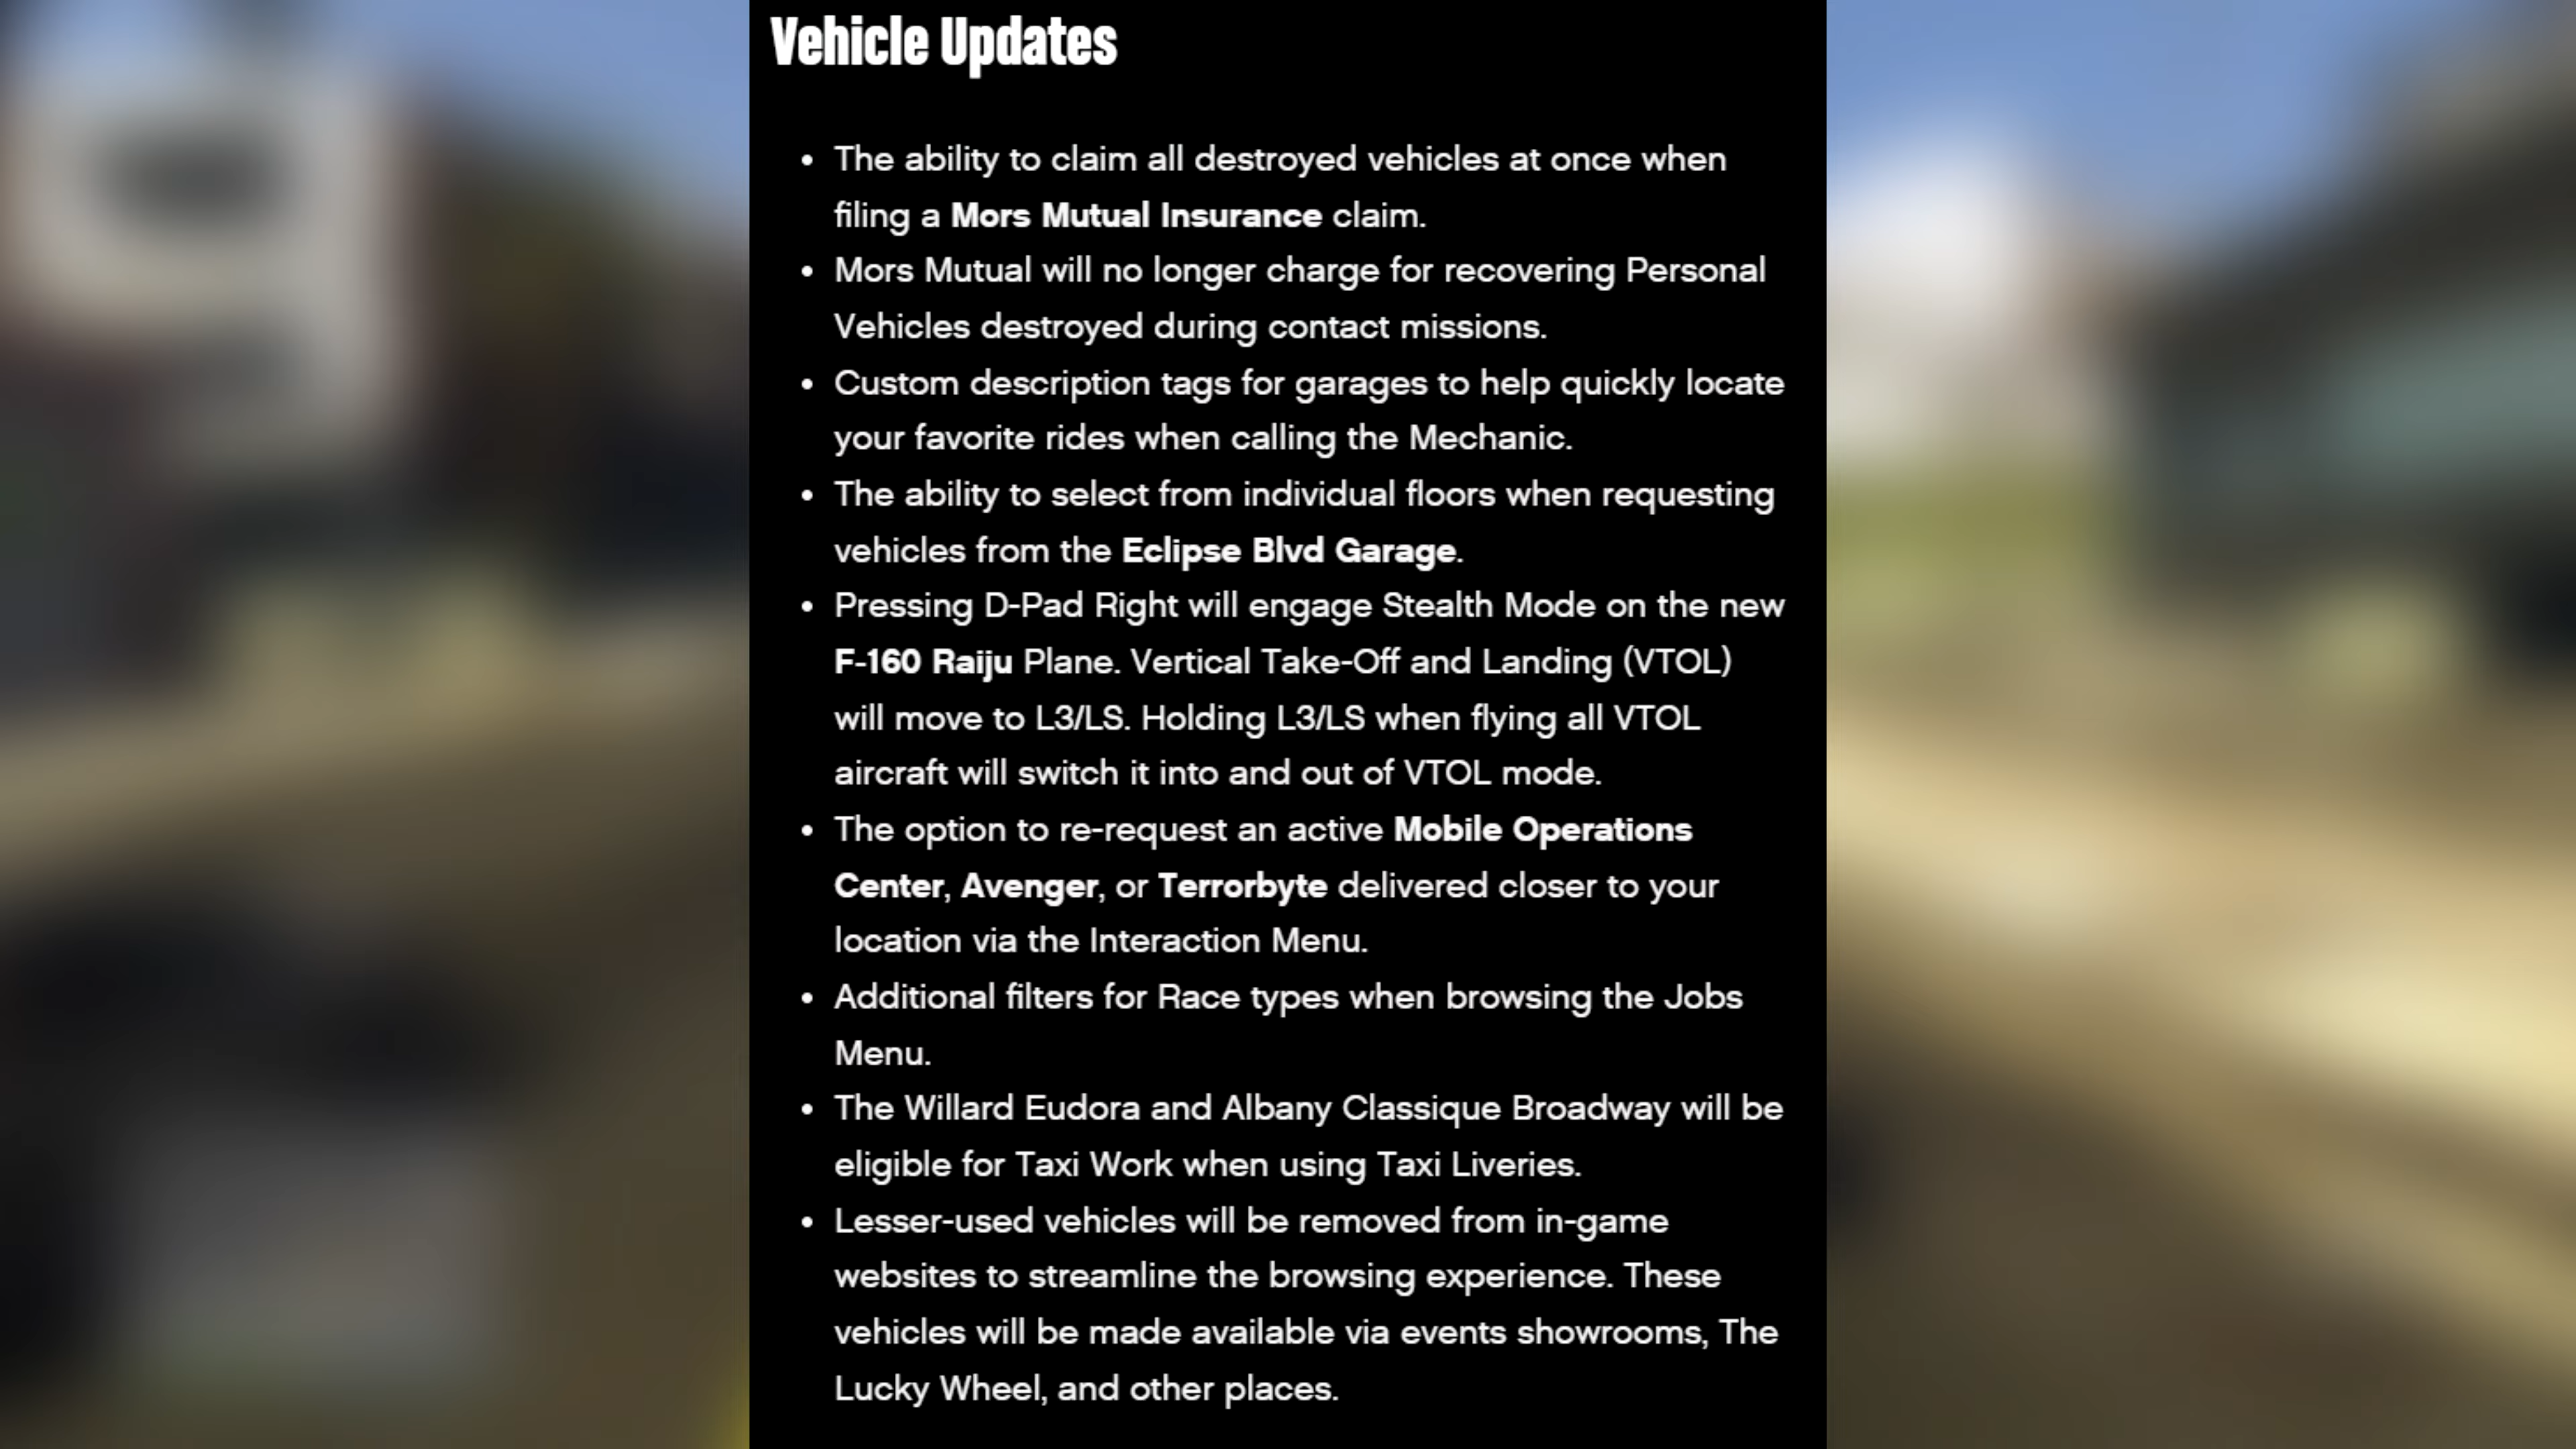 Vehicle Updates
• The ability to claim all destroyed vehicles at once when
filing a Mors Mutual Insurance claim.
• Mors Mutual will no longer charge for recovering Personal
Vehicles destroyed during contact missions.
• Custom description tags for garages to help quickly locate
your favorite rides when calling the Mechanic.
• The ability to select from individual floors when requesting
vehicles from the Eclipse Blvd Garage.
• Pressing D-Pad Right will engage Stealth Mode on the new
F-160 Raiju Plane. Vertical Take-Off and Landing (VTOL)
will move to L3/LS. Holding L3/LS when flying all VTOL
aircraft will switch it into and out of VTOL mode.
• The option to re-request an active Mobile Operations
Center, Avenger, or Terrorbyte delivered closer to your
location via the Interaction Menu.
• Additional filters for Race types when browsing the Jobs
Menu.
• The Willard Eudora and Albany Classique Broadway will be
eligible for Taxi Work when using Taxi Liveries.
• Lesser-used vehicles will be removed from in-game
websites to streamline the browsing experience. These
vehicles will be made available via events showrooms, The
Lucky Wheel, and other places.